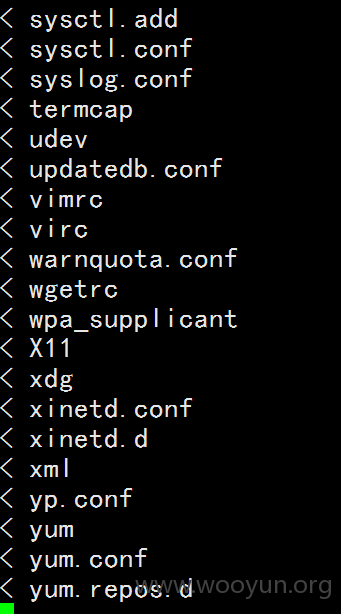 < sysctl.add
< sysctl.conf
< syslog.conf
< termcap
< udev
< updatedb.conf
< vimrc
< virc
< warnquota.conf
< wgetrc
< wpa_supplicant
< X11
< xdg
< xinetd.conf
< xinetd.d
< xml
< yp.conf
< yum
< yum.conf
< yum.repos.d
www.wooyun.org